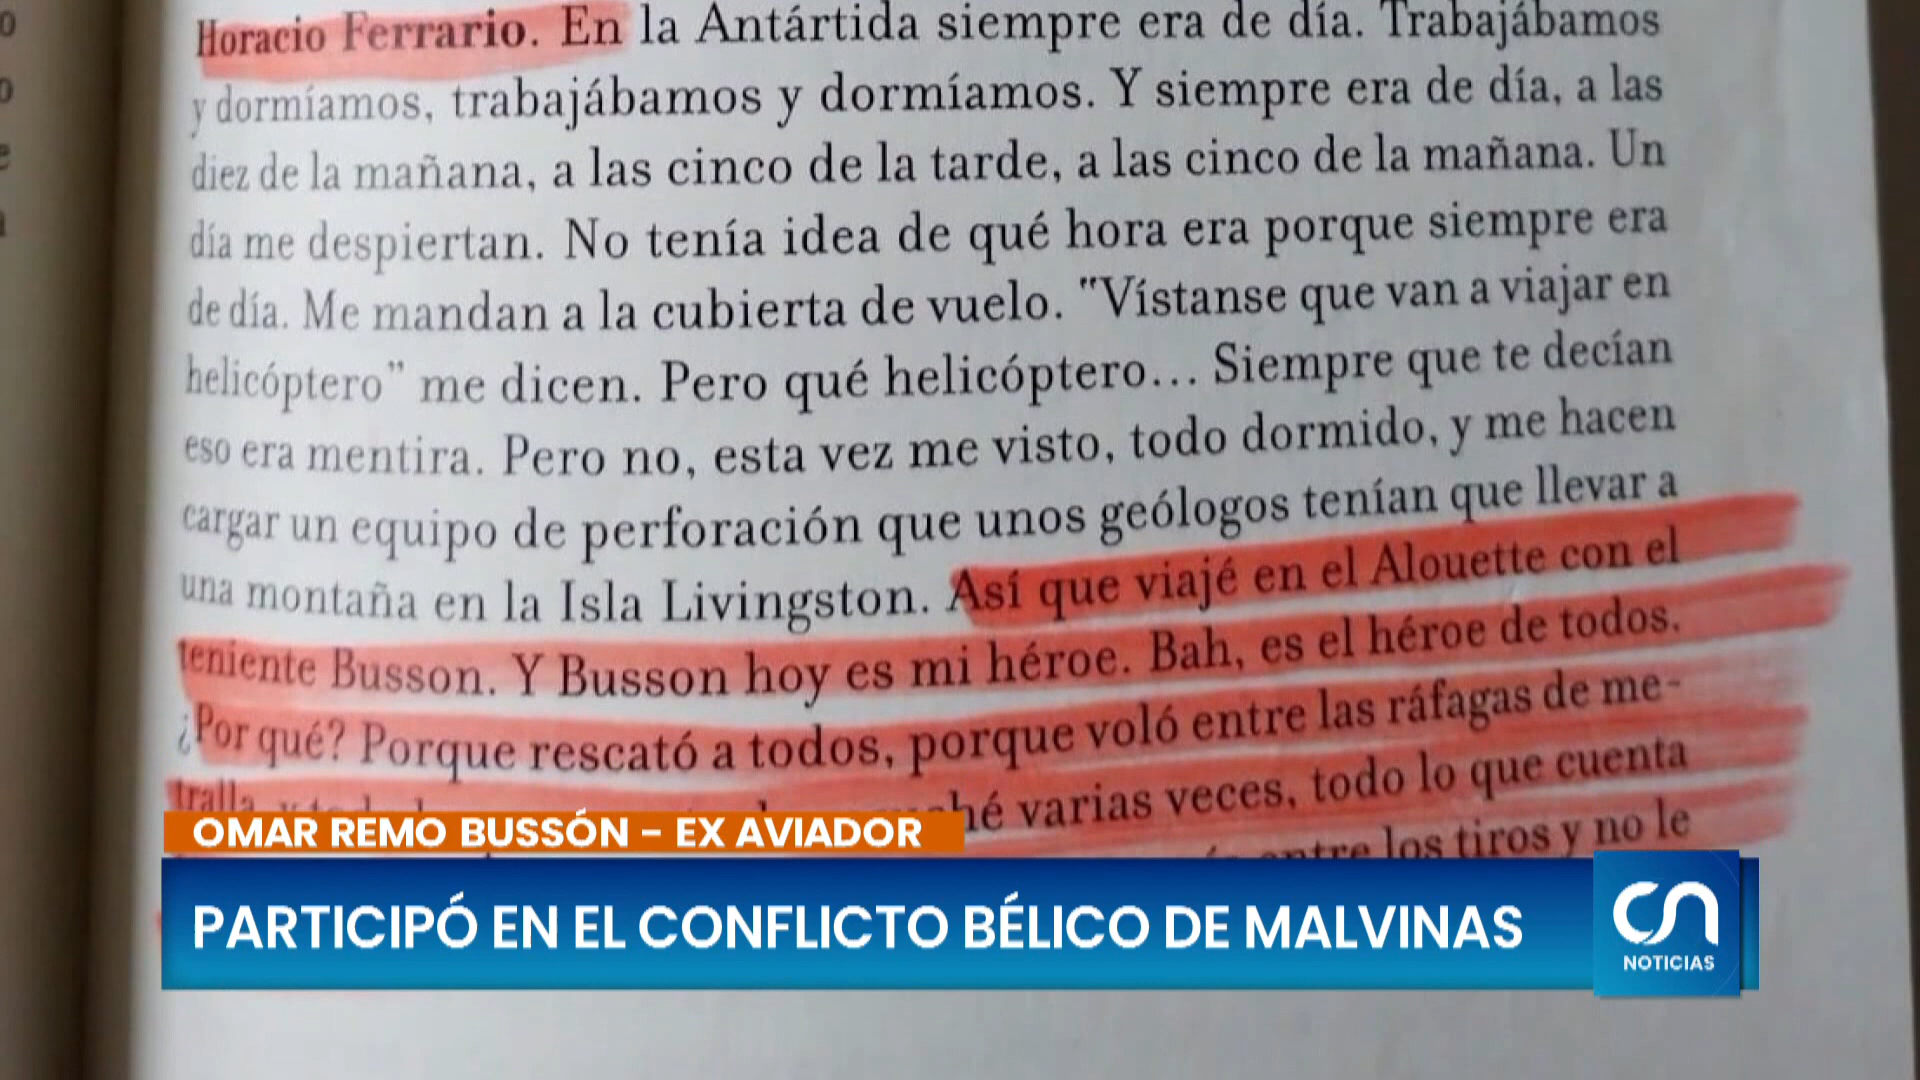 Horacio Ferrario. En la Antártida siempre era de día. Trabajábamos
y dormíamos, trabajábamos y dormíamos. Y siempre era de día, a las
diez de la mañana, a las cinco de la tarde, a las cinco de la mañana. Un
día me despiertan. No tenía idea de qué hora era porque siempre era
de día. Me mandan a la cubierta de vuelo. "Vístanse que van a viajar en
helicóptero" me dicen. Pero qué helicóptero... Siempre que te decían
eso era mentira. Pero no, esta vez me visto, todo dormido, y me hacen
cargar un equipo de perforación que unos geólogos tenían que llevar a
una montaña en la Isla Livingston. Así que viajé en el Alouette con el
teniente Busson. Y Busson hoy es mi héroe. Bah, es el héroe de todos.
¿Por qué? Porque rescató a todos, porque voló entre las ráfagas de me-
tralla, varias veces, todo lo que cuenta
entre los tiros y no le
OMAR REMO BUSSÓN - EX AVIADOR
PARTICIPÓ EN EL CONFLICTO BÉLICO DE MALVINAS
cn
NOTICIAS